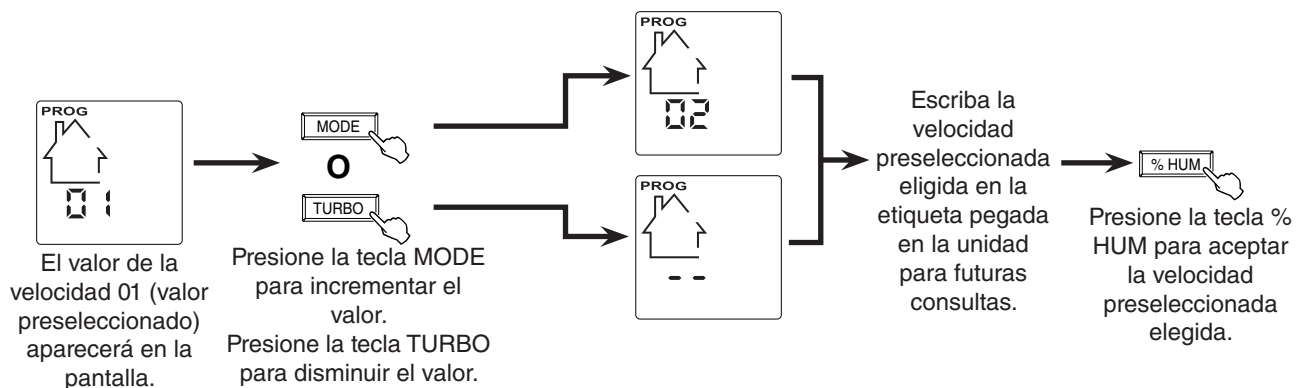 PROG
01
El valor de la
velocidad 01 (valor
preseleccionado)
aparecerá en la
pantalla.
MODE
O
TURBO
Presione la tecla MODE
para incrementar el
valor.
Presione la tecla TURBO
para disminuir el valor.
PROG
02
PROG
--
Escriba la
velocidad
preseleccionada
eligida en la
etiqueta pegada
en la unidad
para futuras
consultas.
% HUM
Presione la tecla %
HUM para aceptar
la velocidad
preseleccionada
elegida.